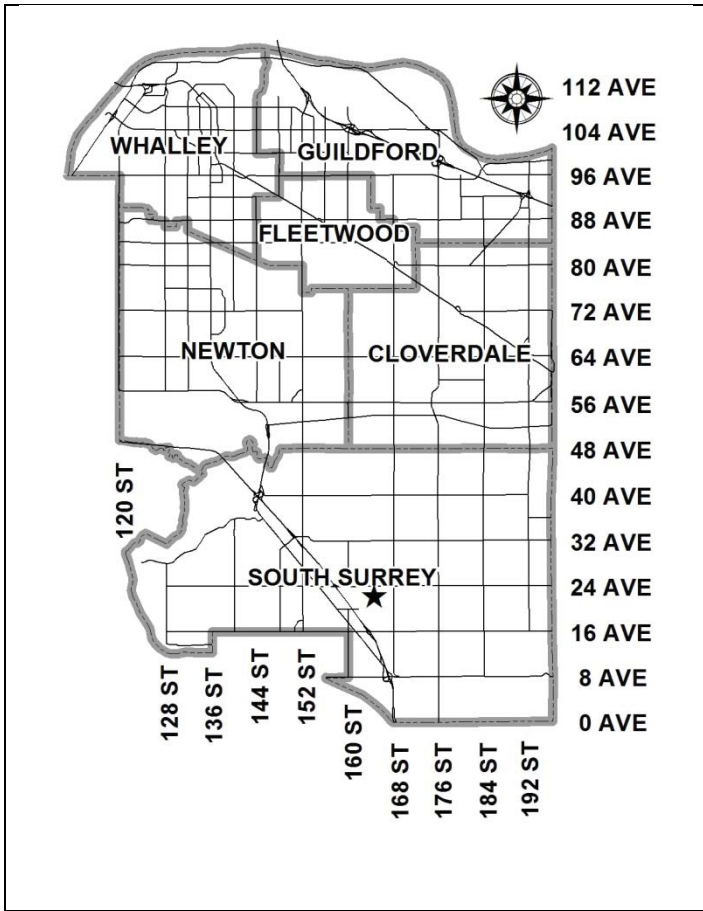 112 AVE
104 AVE
WHALLEY
GUILDFORD
96 AVE
88 AVE
FLEETWOOD
80 AVE
72 AVE
NEWTON
CLOVERDALE
64 AVE
56 AVE
48 AVE
120 ST
40 AVE
32 AVE
SOUTH SURREY
24 AVE
16 AVE
128 ST
136 ST
144 ST
152 ST
160 ST
8 AVE
0 AVE
168 ST
176 ST
184 ST
192 ST